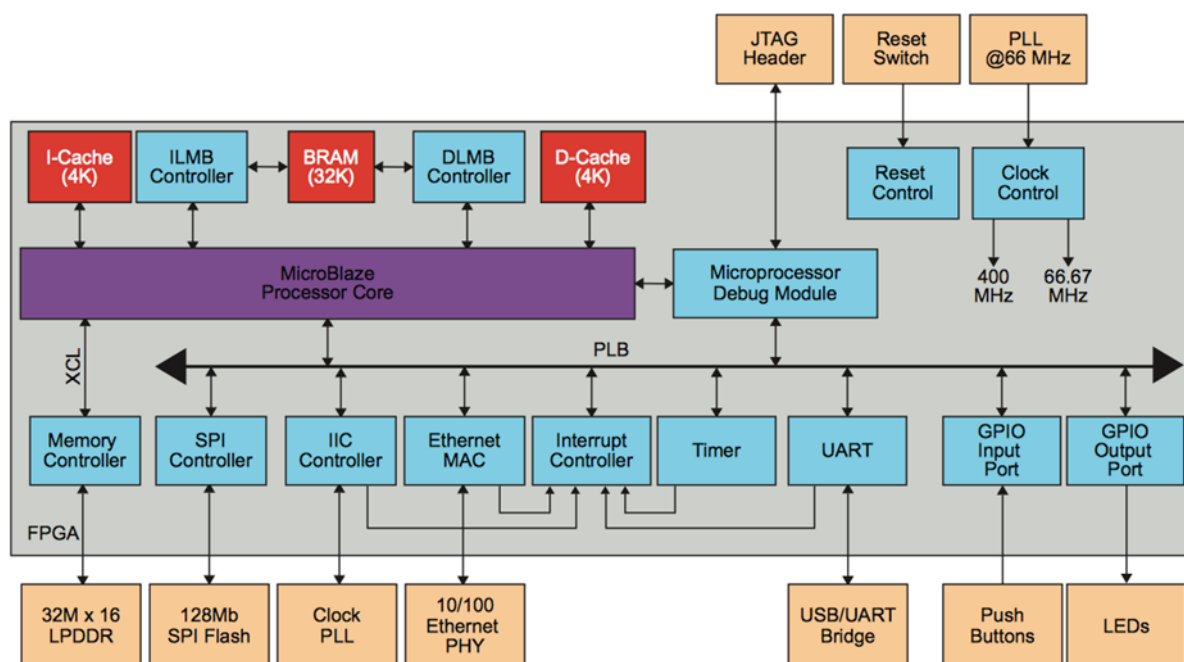 JTAG
Header
Reset
Switch
PLL
@66 MHz
I-Cache
(4K)
ILMB
Controller
BRAM
(32K)
DLMB
Controller
D-Cache
(4K)
Reset
Control
Clock
Control
MicroBlaze
Processor Core
Microprocessor
Debug Module
400
MHz
66.67
MHz
XCL
PLB
Memory
Controller
SPI
Controller
IIC
Controller
Ethernet
MAC
Interrupt
Controller
Timer
UART
GPIO
Input
Port
GPIO
Output
Port
FPGA
32M x 16
LPDDR
128Mb
SPI Flash
Clock
PLL
10/100
Ethernet
PHY
USB/UART
Bridge
Push
Buttons
LEDs